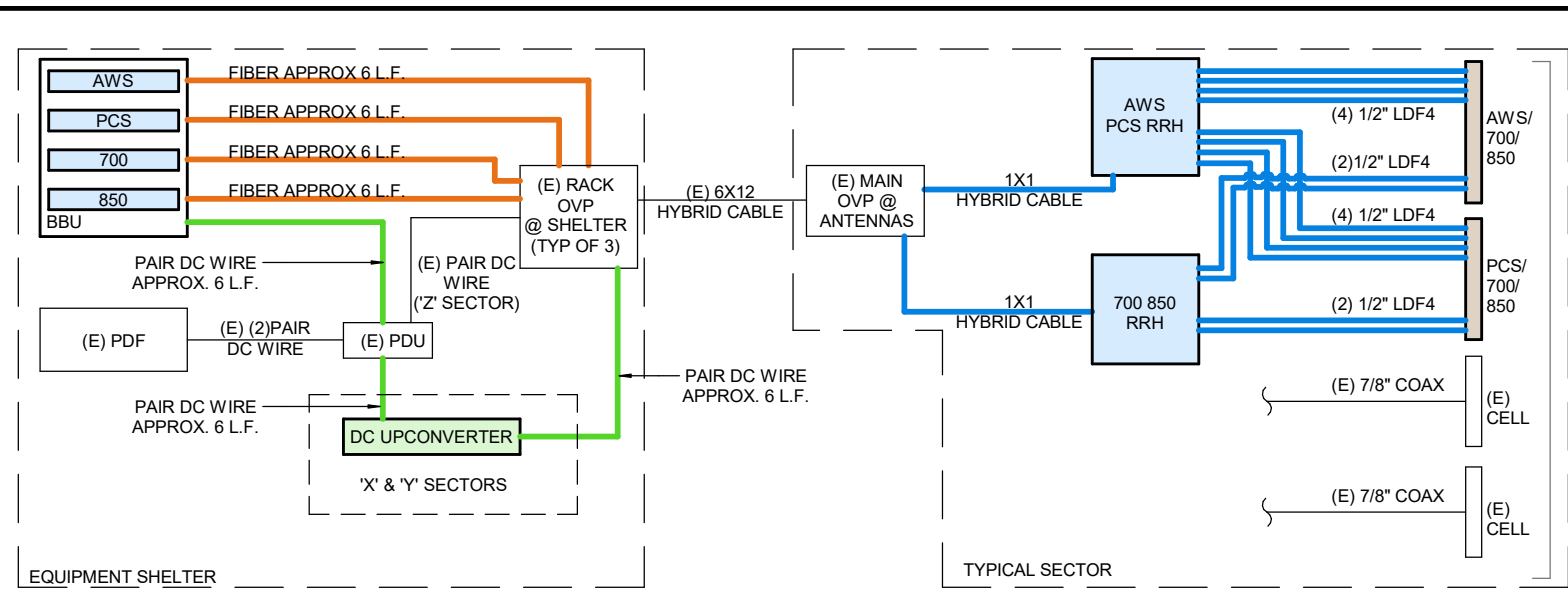 AWS
PCS
700
850
BBU
FIBER APPROX 6 L.F.
FIBER APPROX 6 L.F.
FIBER APPROX 6 L.F.
FIBER APPROX 6 L.F.
(E) RACK
OVP
@ SHELTER
(TYP OF 3)
PAIR DC WIRE
APPROX. 6 L.F.
(E) PAIR DC
WIRE
('Z' SECTOR)
(E) PDF
(E) (2)PAIR
DC WIRE
(E) PDU
PAIR DC WIRE
APPROX. 6 L.F.
DC UPCONVERTER
'X' & 'Y' SECTORS
PAIR DC WIRE
APPROX. 6 L.F.
EQUIPMENT SHELTER
(E) 6X12
HYBRID CABLE
(E) MAIN
OVP @
ANTENNAS
1X1
HYBRID CABLE
1X1
HYBRID CABLE
AWS
PCS RRH
700 850
RRH
(4) 1/2" LDF4
(2)1/2" LDF4
(4) 1/2" LDF4
(2) 1/2" LDF4
AWS/
700/
850
PCS/
700/
850
(E) 7/8" COAX
(E)
CELL
(E) 7/8" COAX
(E)
CELL
TYPICAL SECTOR